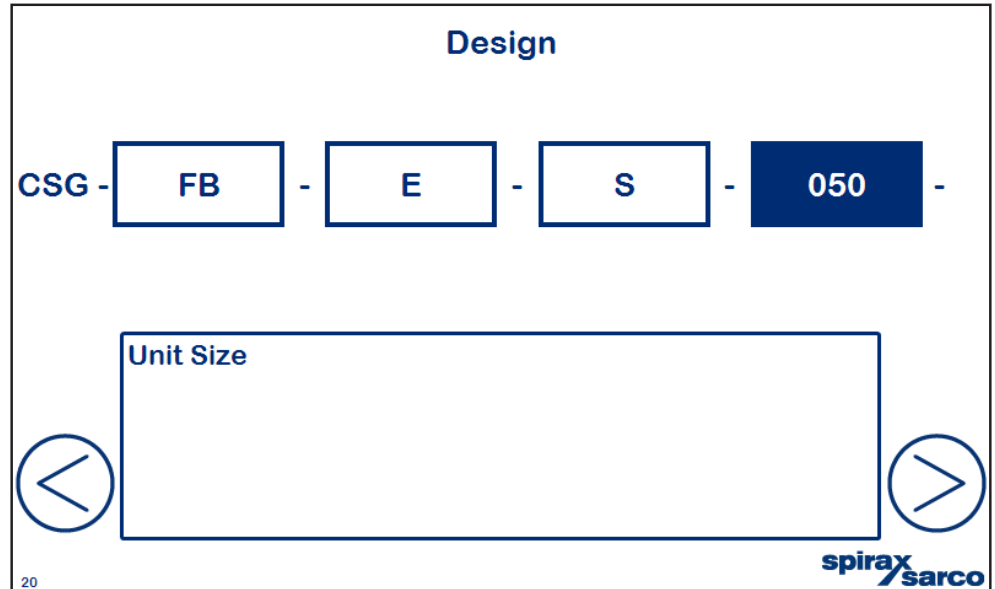 Design
CSG - FB - E - S - 050 -
Unit Size
<
>
20
spirax
sarco